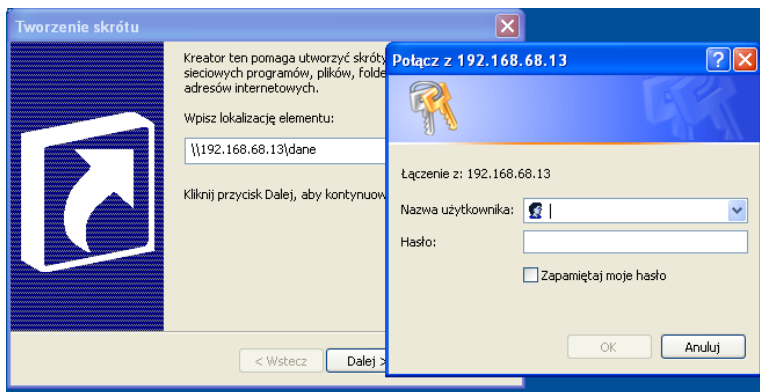 Tworzenie skrótu
Kreator ten pomaga utworzyć skróty
sieciowych programów, plików,
adresów internetowych.
Wpisz lokalizację elementu:
\\192.168.68.13\dane
Kliknij przycisk Dalej, aby
< Wstecz
Dalej >
Połącz z 192.168.68.13
Łączenie z: 192.168.68.13
Nazwa użytkownika:
Hasło:
Zapamiętaj moje hasło
OK
Anuluj